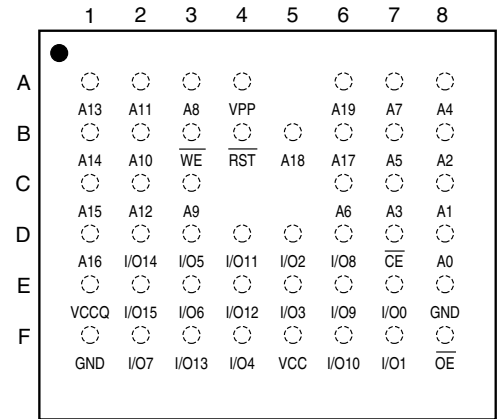 1 2 3 4 5 6 7 8
A
A13 A11 A8 VPP A19 A7 A4
B
A14 A10 WE RST A18 A17 A5 A2
C
A15 A12 A9 A6 A3 A1
D
A16 I/O14 I/O5 I/O11 I/O2 I/O8 CE A0
E
VCCQ I/O15 I/O6 I/O12 I/O3 I/O9 I/O0 GND
F
GND I/O7 I/O13 I/O4 VCC I/O10 I/O1 OE